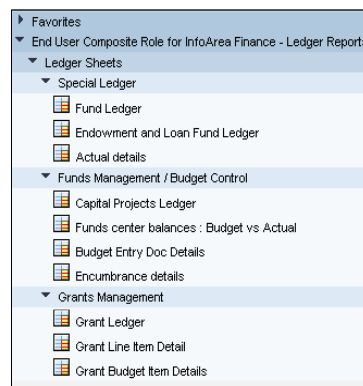 Favorites
End User Composite Role for InfoArea Finance - Ledger Reports
Ledger Sheets
Special Ledger
Fund Ledger
Endowment and Loan Fund Ledger
Actual details
Funds Management / Budget Control
Capital Projects Ledger
Funds center balances : Budget vs Actual
Budget Entry Doc Details
Encumbrance details
Grants Management
Grant Ledger
Grant Line Item Detail
Grant Budget Item Details